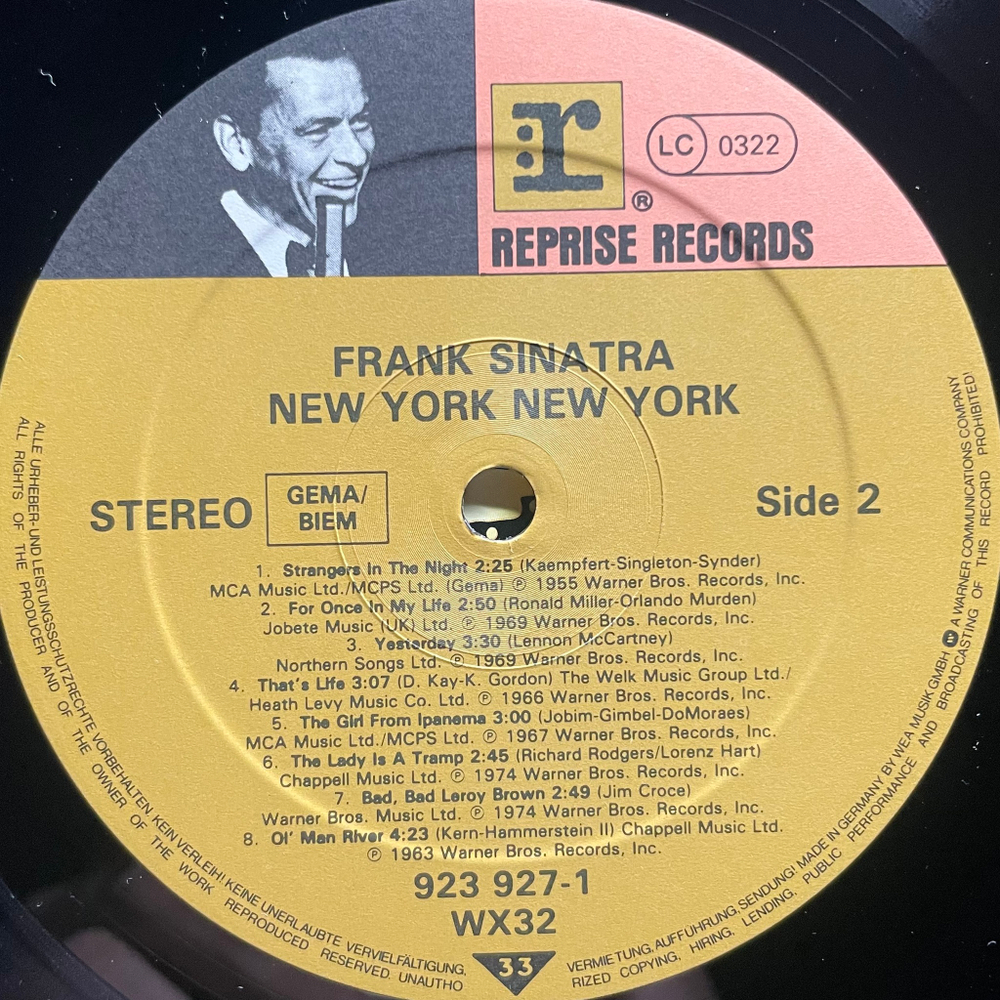 r
LC 0322
®
REPRISE RECORDS
FRANK SINATRA
NEW YORK NEW YORK
STEREO
GEMA/
BIEM
Side 2
1. Strangers In The Night 2:25 (Kaempfert-Singleton-Synder)
MCA Music Ltd./MCPS Ltd. (Gema) ℗ 1955 Warner Bros. Records, Inc.
2. For Once In My Life 2:50 (Ronald Miller-Orlando Murden)
Jobete Music (UK) Ltd. ℗ 1969 Warner Bros. Records, Inc.
3. Yesterday 3:30 (Lennon McCartney)
Northern Songs Ltd. ℗ 1969 Warner Bros. Records, Inc.
4. That's Life 3:07 (D. Kay-K. Gordon) The Welk Music Group Ltd./
Heath Levy Music Co. Ltd. ℗ 1966 Warner Bros. Records, Inc.
5. The Girl From Ipanema 3:00 (Jobim-Gimbel-DoMoraes)
MCA Music Ltd./MCPS Ltd. ℗ 1967 Warner Bros. Records, Inc.
6. The Lady Is A Tramp 2:45 (Richard Rodgers/Lorenz Hart)
Chappell Music Ltd. ℗ 1974 Warner Bros. Records, Inc.
7. Bad, Bad Leroy Brown 2:49 (Jim Croce)
Warner Bros. Music Ltd. ℗ 1974 Warner Bros. Records, Inc.
8. Ol' Man River 4:23 (Kern-Hammerstein II) Chappell Music Ltd.
℗ 1963 Warner Bros. Records, Inc.
923 927-1
WX32
33
ALLE URHEBER- UND LEISTUNGSSCHUTZRECHTE VORBEHALTEN KEIN VERLEIH! KEINE UNERLAUBTE VERVIELFÄLTIGUNG, VERMIETUNG, AUFFÜHRUNG, SENDUNG! MADE IN GERMANY BY WEA MUSIK GMBH W A WARNER COMMUNICATIONS COMPANY
ALL RIGHTS OF THE PRODUCER AND OF THE OWNER OF THE WORK REPRODUCED RESERVED. UNAUTHORIZED COPYING, HIRING, LENDING, PUBLIC PERFORMANCE AND BROADCASTING OF THIS RECORD PROHIBITED!